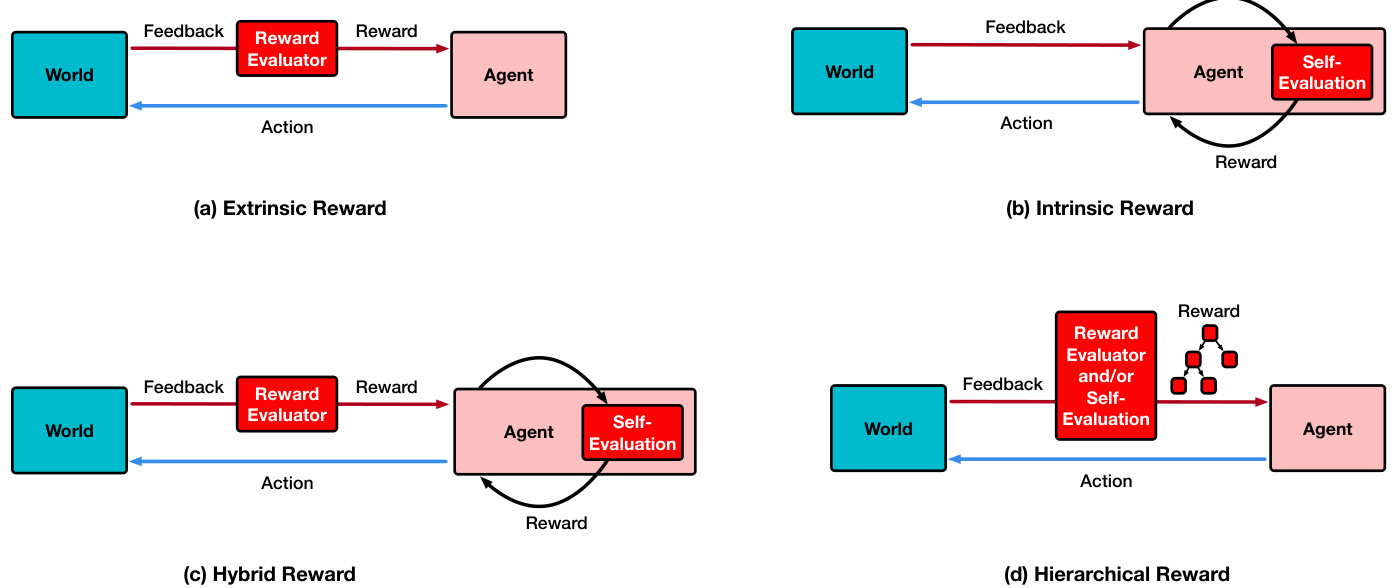 Feedback
Reward
Evaluator
Reward
World
Agent
Action
(a) Extrinsic Reward
Feedback
World
Agent
Self-
Evaluation
Action
Reward
(b) Intrinsic Reward
Feedback
Reward
Evaluator
Reward
World
Agent
Self-
Evaluation
Action
Reward
(c) Hybrid Reward
Reward
Feedback
Reward
Evaluator
and/or
Self-
Evaluation
World
Agent
Action
(d) Hierarchical Reward